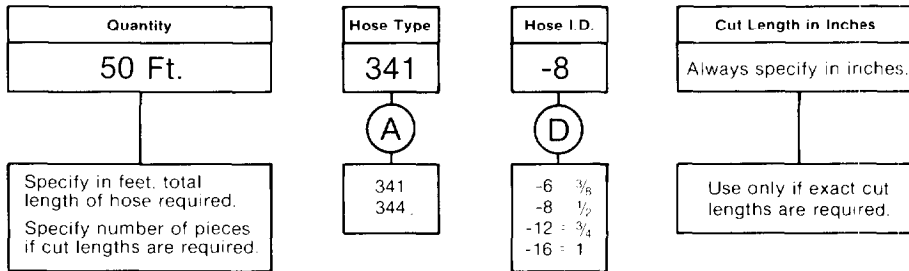 Quantity
50 Ft.
Specify in feet, total
length of hose required.
Specify number of pieces
if cut lengths are required.
Hose Type
341
A
341
344
Hose I.D.
-8
D
-6 3/8
-8 1/2
-12 = 3/4
-16 = 1
Cut Length in Inches
Always specify in inches.
Use only if exact cut
lengths are required.